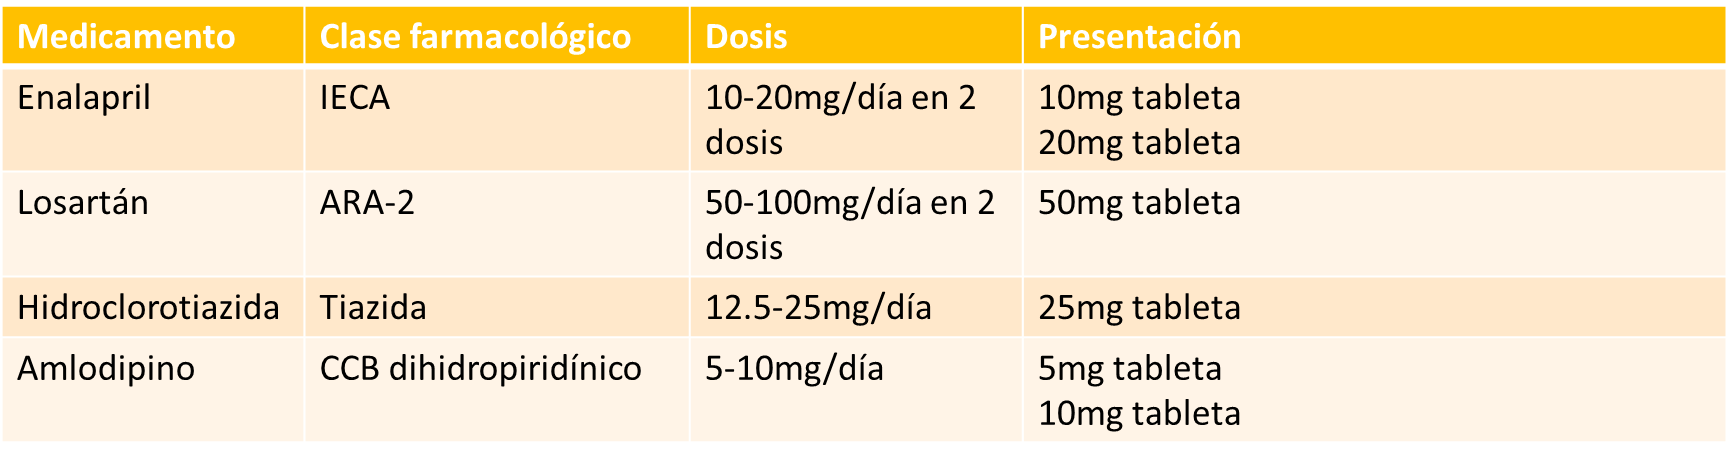 Medicamento Clase farmacológico Dosis Presentación
Enalapril IECA 10-20mg/día en 2 10mg tableta
dosis 20mg tableta
Losartán ARA-2 50-100mg/día en 2 50mg tableta
dosis
Hidroclorotiazida Tiazida 12.5-25mg/día 25mg tableta
Amlodipino CCB dihidropiridínico 5-10mg/día 5mg tableta
10mg tableta